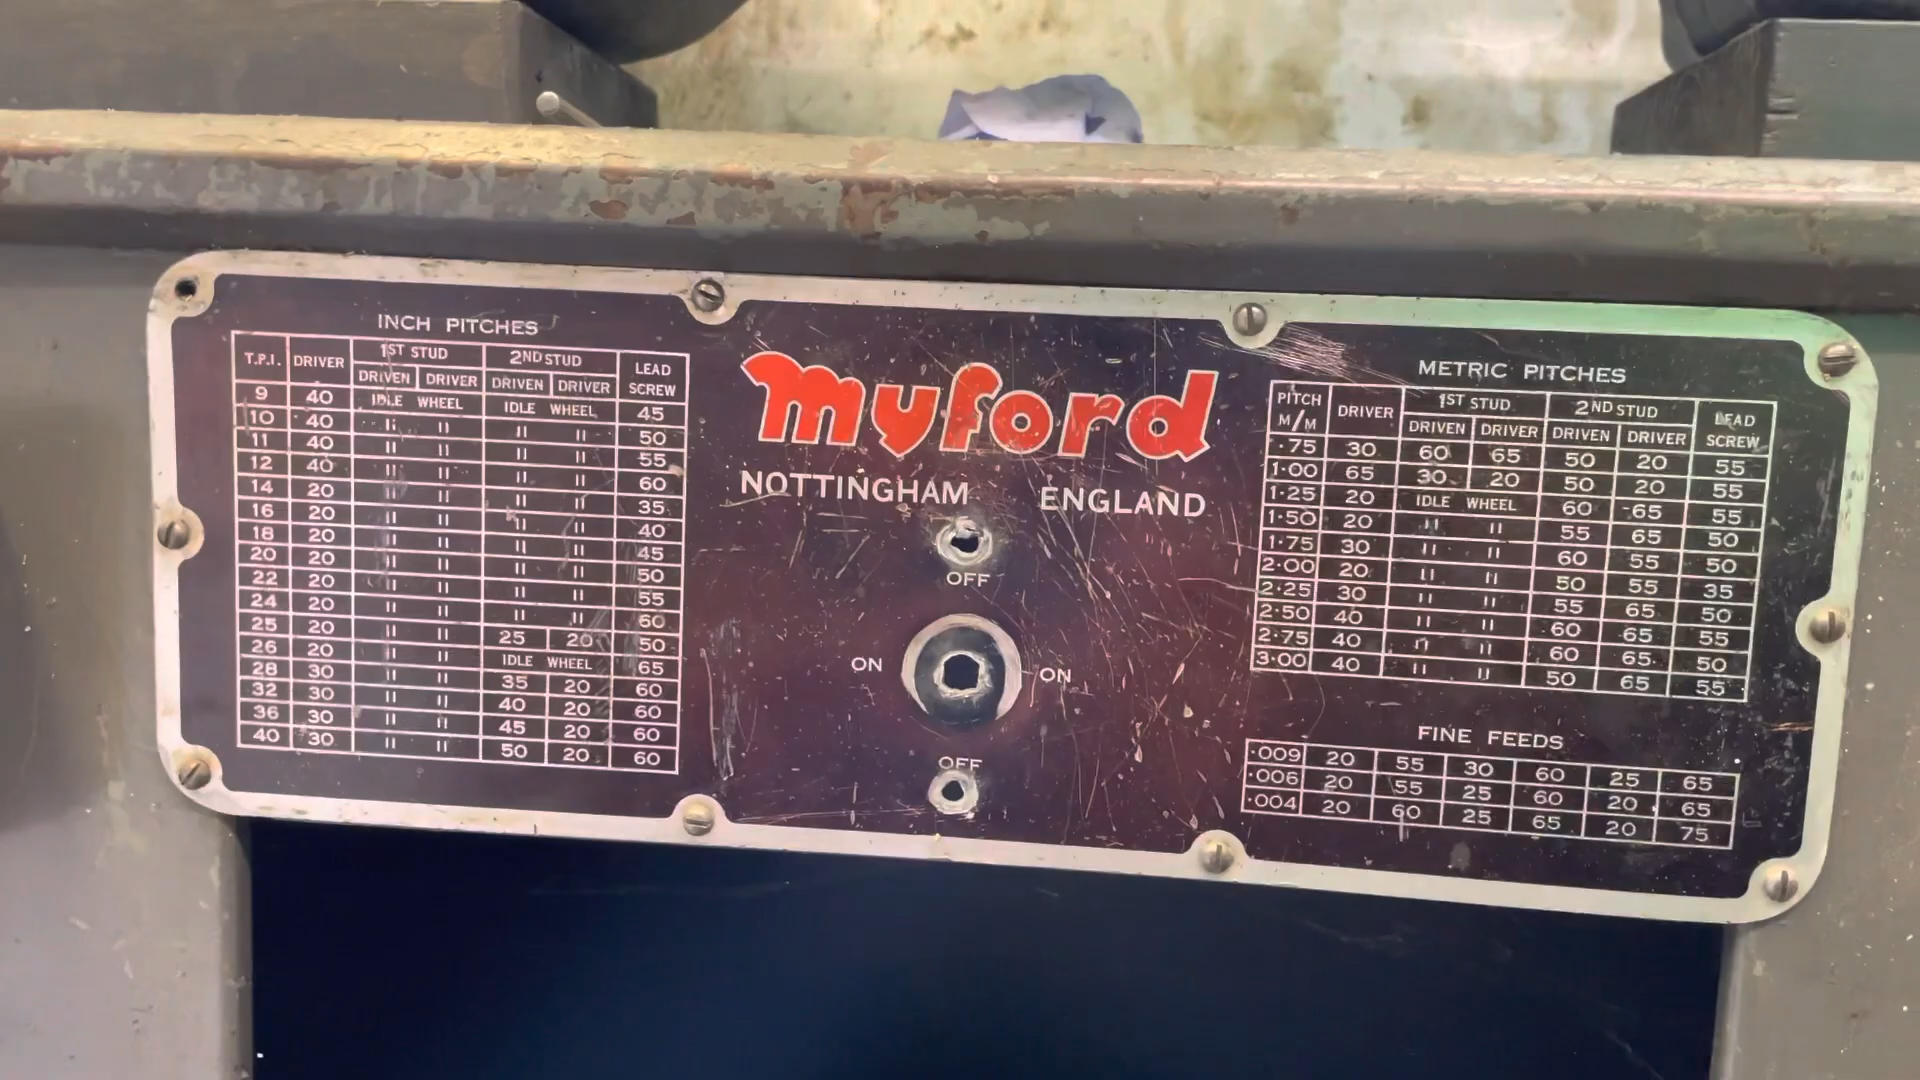 INCH PITCHES
T.P.I. DRIVER 1ST STUD 2ND STUD LEAD SCREW
DRIVEN DRIVER DRIVEN DRIVER
9 40 IDLE WHEEL IDLE WHEEL 45
10 40 " " " " 50
11 40 " " " " 55
12 40 " " " " 60
14 20 " " " " 35
16 20 " " " " 40
18 20 " " " " 45
20 20 " " " " 50
22 20 " " " " 55
24 20 " " " " 60
25 20 " " 25 20 50
26 20 " " IDLE WHEEL 65
28 30 " " 35 20 60
32 30 " " 40 20 60
36 30 " " 45 20 60
40 30 " " 50 20 60
myford
NOTTINGHAM ENGLAND
OFF
ON ON
OFF
METRIC PITCHES
PITCH M/M DRIVER 1ST STUD 2ND STUD LEAD SCREW
DRIVEN DRIVER DRIVEN DRIVER
·75 30 60 65 50 20 55
1·00 65 30 20 50 20 55
1·25 20 IDLE WHEEL 60 65 55
1·50 20 " " 55 65 50
1·75 30 " " 60 55 50
2·00 20 " " 50 55 35
2·25 30 " " 55 65 50
2·50 40 " " 60 65 55
2·75 40 " " 60 65 50
3·00 40 " " 50 65 55
FINE FEEDS
·009 20 55 30 60 25 65
·006 20 55 25 60 20 65
·004 20 60 25 65 20 75